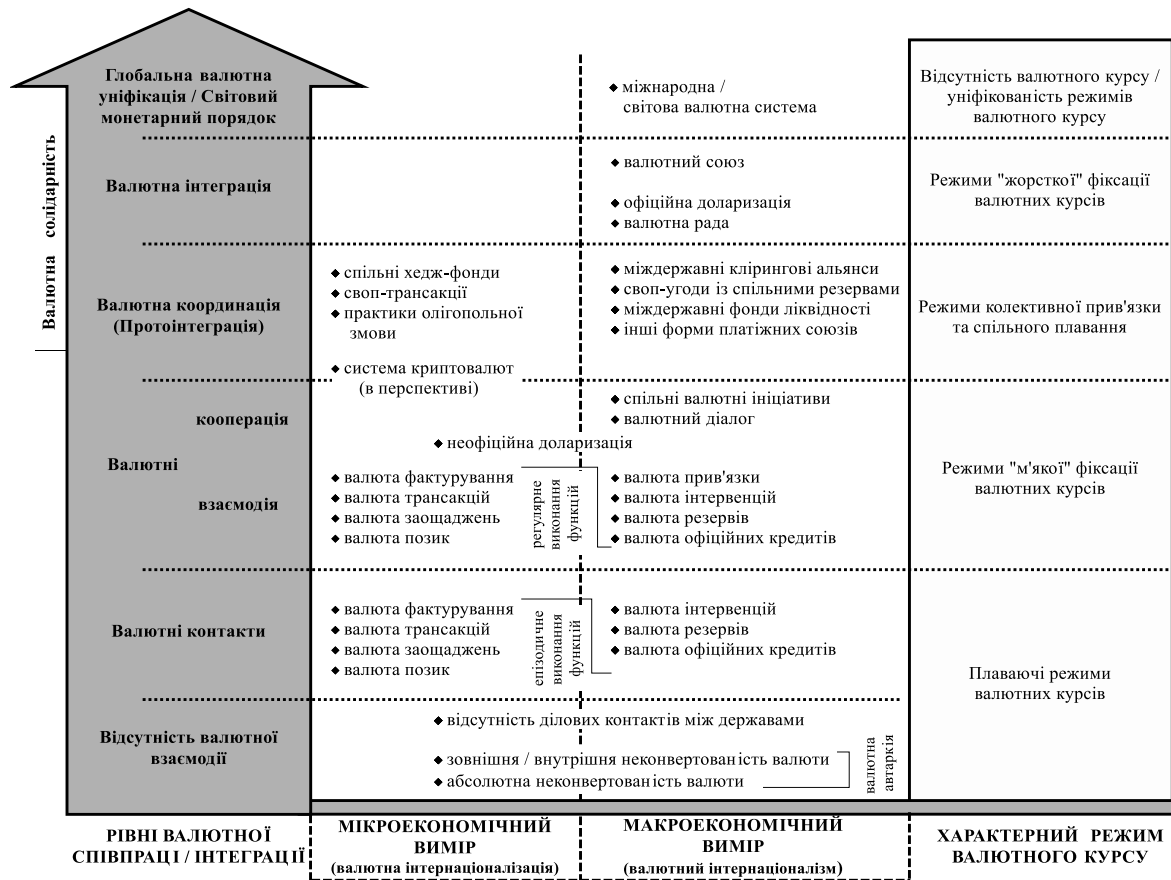 Валютна солідарність
Глобальна валютна
уніфікація / Світовий
монетарний порядок
◆ міжнародна /
світова валютна система
Відсутність валютного курсу /
уніфікованість режимів
валютного курсу
Валютна інтеграція
◆ валютний союз
◆ офіційна доларизація
◆ валютна рада
Режими "жорсткої" фіксації
валютних курсів
Валютна координація
(Протоінтеграція)
◆ спільні хедж-фонди
◆ своп-трансакції
◆ практики олігопольної
змови
◆ міждержавні клірингові альянси
◆ своп-угоди із спільними резервами
◆ міждержавні фонди ліквідності
◆ інші форми платіжних союзів
Режими колективної прив'язки
та спільного плавання
◆ система криптовалют
(в перспективі)
кооперація
Валютні
взаємодія
◆ спільні валютні ініціативи
◆ валютний діалог
◆ неофіційна доларизація
◆ валюта фактурування
◆ валюта трансакцій
◆ валюта заощаджень
◆ валюта позик
регулярне
виконання
функцій
◆ валюта прив'язки
◆ валюта інтервенцій
◆ валюта резервів
◆ валюта офіційних кредитів
Режими "м'якої" фіксації
валютних курсів
Валютні контакти
◆ валюта фактурування
◆ валюта трансакцій
◆ валюта заощаджень
◆ валюта позик
епізодичне
виконання
функцій
◆ валюта інтервенцій
◆ валюта резервів
◆ валюта офіційних кредитів
Плаваючі режими
валютних курсів
Відсутність валютної
взаємодії
◆ відсутність ділових контактів між державами
◆ зовнішня / внутрішня неконвертованість валюти
◆ абсолютна неконвертованість валюти
валютна
автаркія
РІВНІ ВАЛЮТНОЇ
СПІВПРАЦІ / ІНТЕГРАЦІЇ
МІКРОЕКОНОМІЧНИЙ
ВИМІР
(валютна інтернаціоналізація)
МАКРОЕКОНОМІЧНИЙ
ВИМІР
(валютний інтернаціоналізм)
ХАРАКТЕРНИЙ РЕЖИМ
ВАЛЮТНОГО КУРСУ